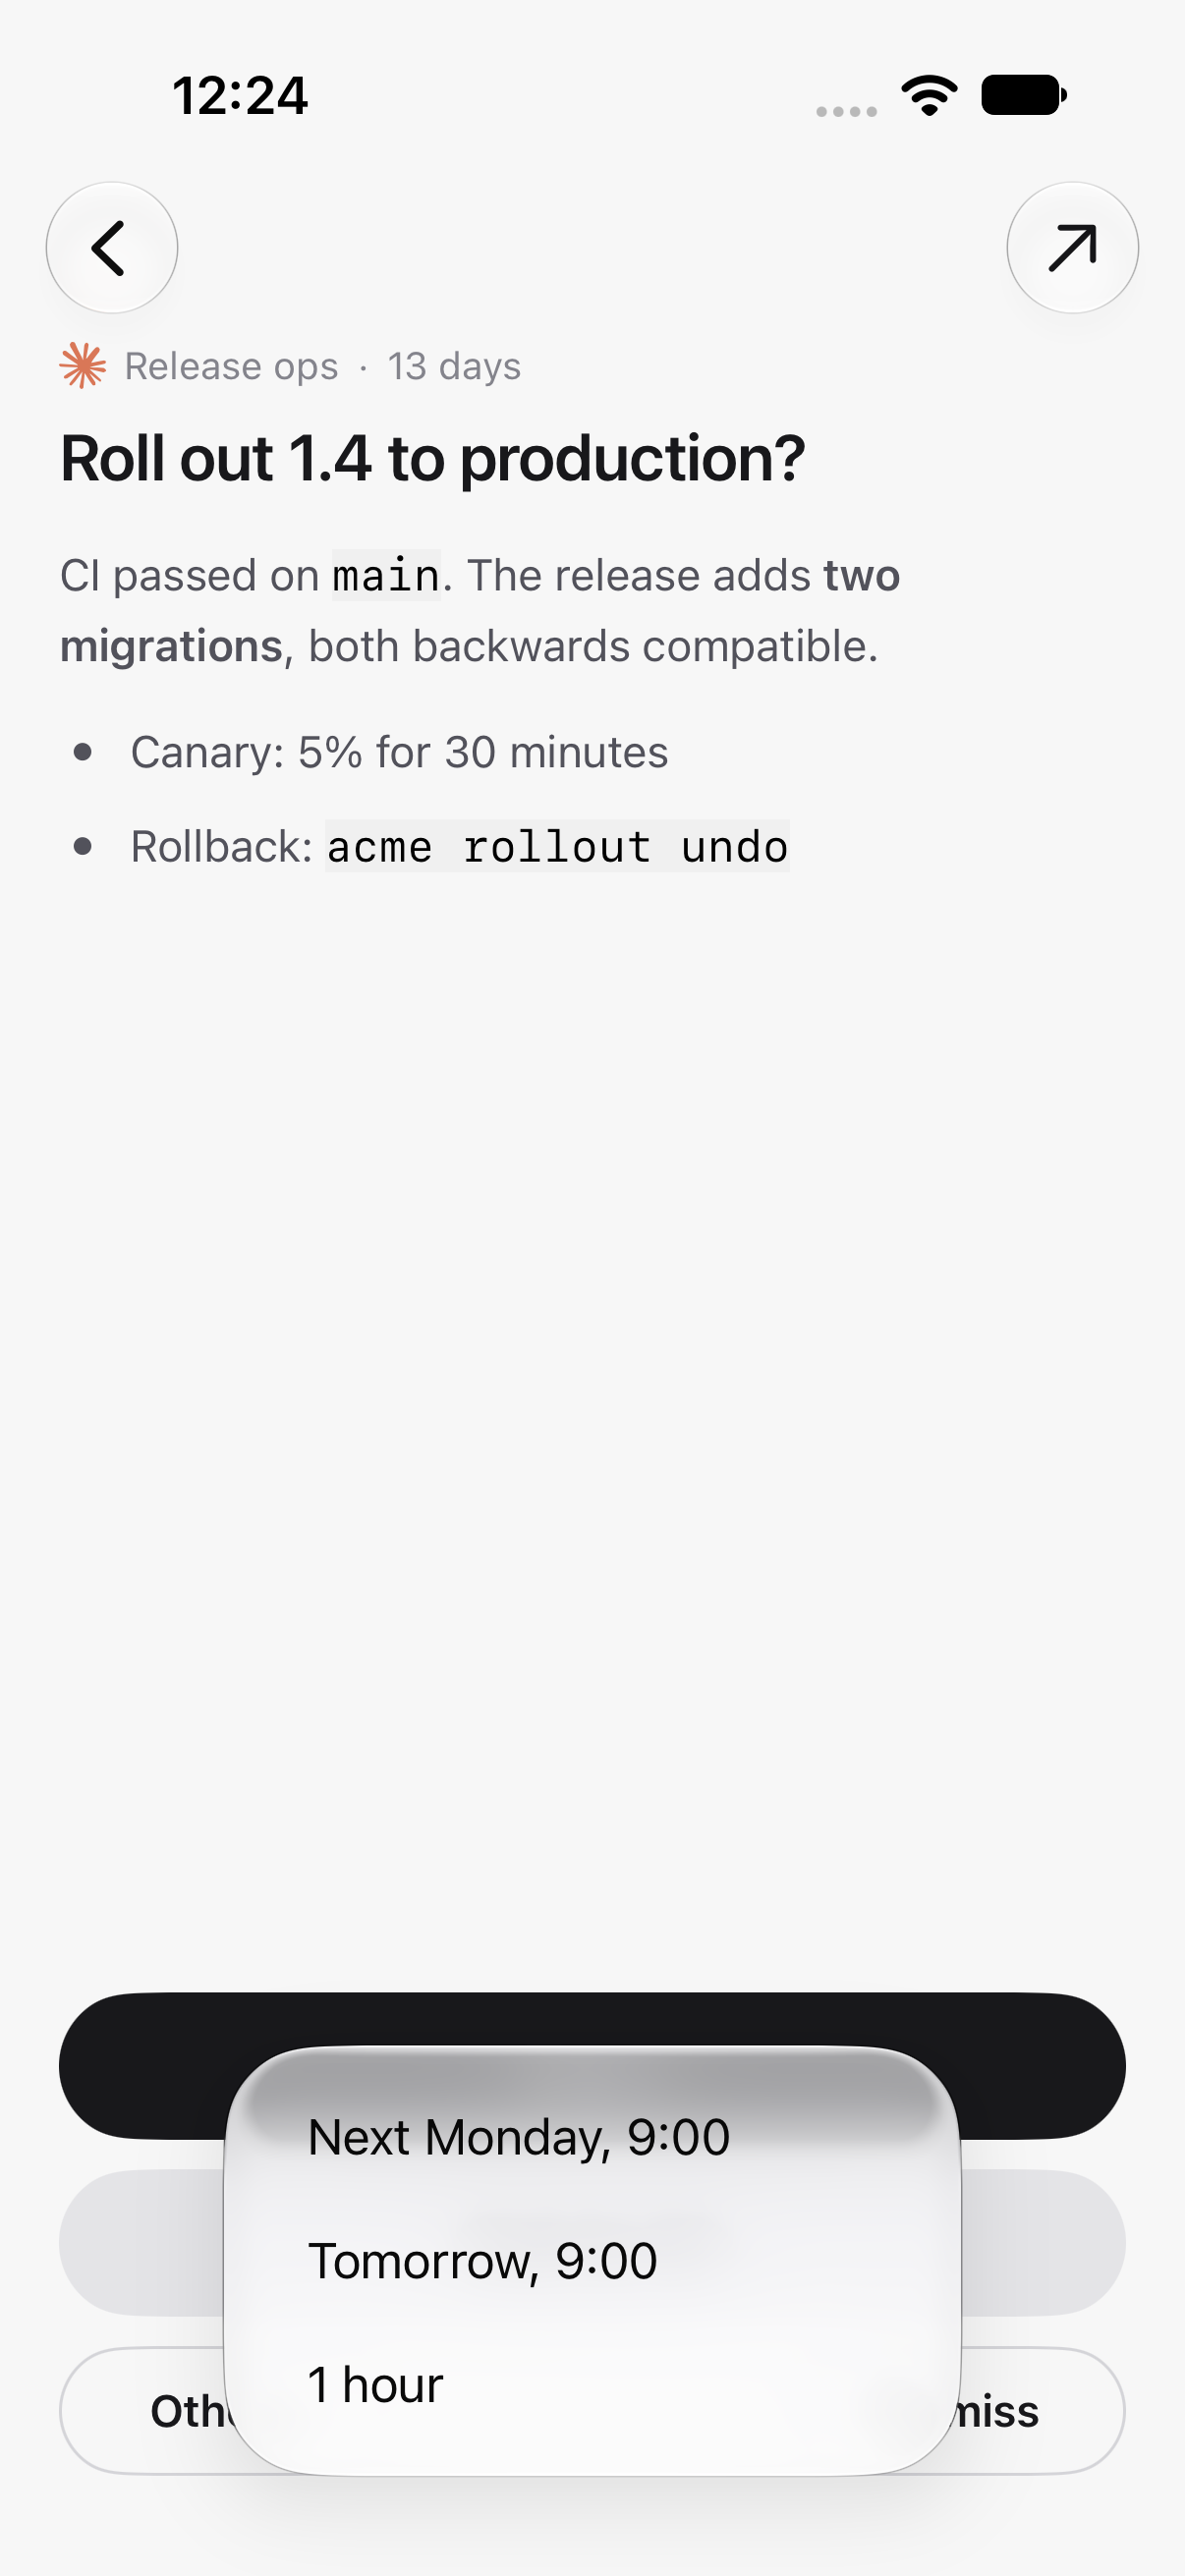 12:24
Release ops · 13 days
Roll out 1.4 to production?
CI passed on main. The release adds two
migrations, both backwards compatible.
• Canary: 5% for 30 minutes
• Rollback: acme rollout undo
Next Monday, 9:00
Tomorrow, 9:00
1 hour